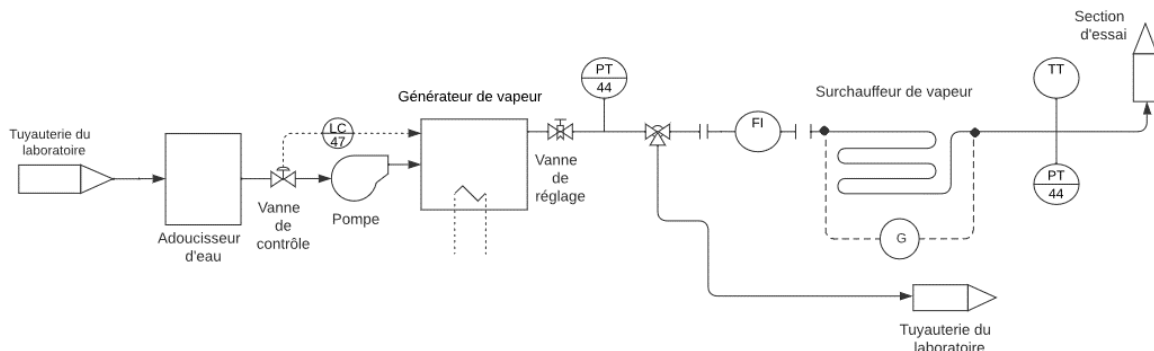 Section
d'essai
PT
44
TT
Générateur de vapeur
Surchauffeur de vapeur
Tuyauterie du
laboratoire
LC
47
FI
Vanne
de
réglage
PT
44
Vanne
de
contrôle
Pompe
Adoucisseur
d'eau
G
Tuyauterie du
laboratoire